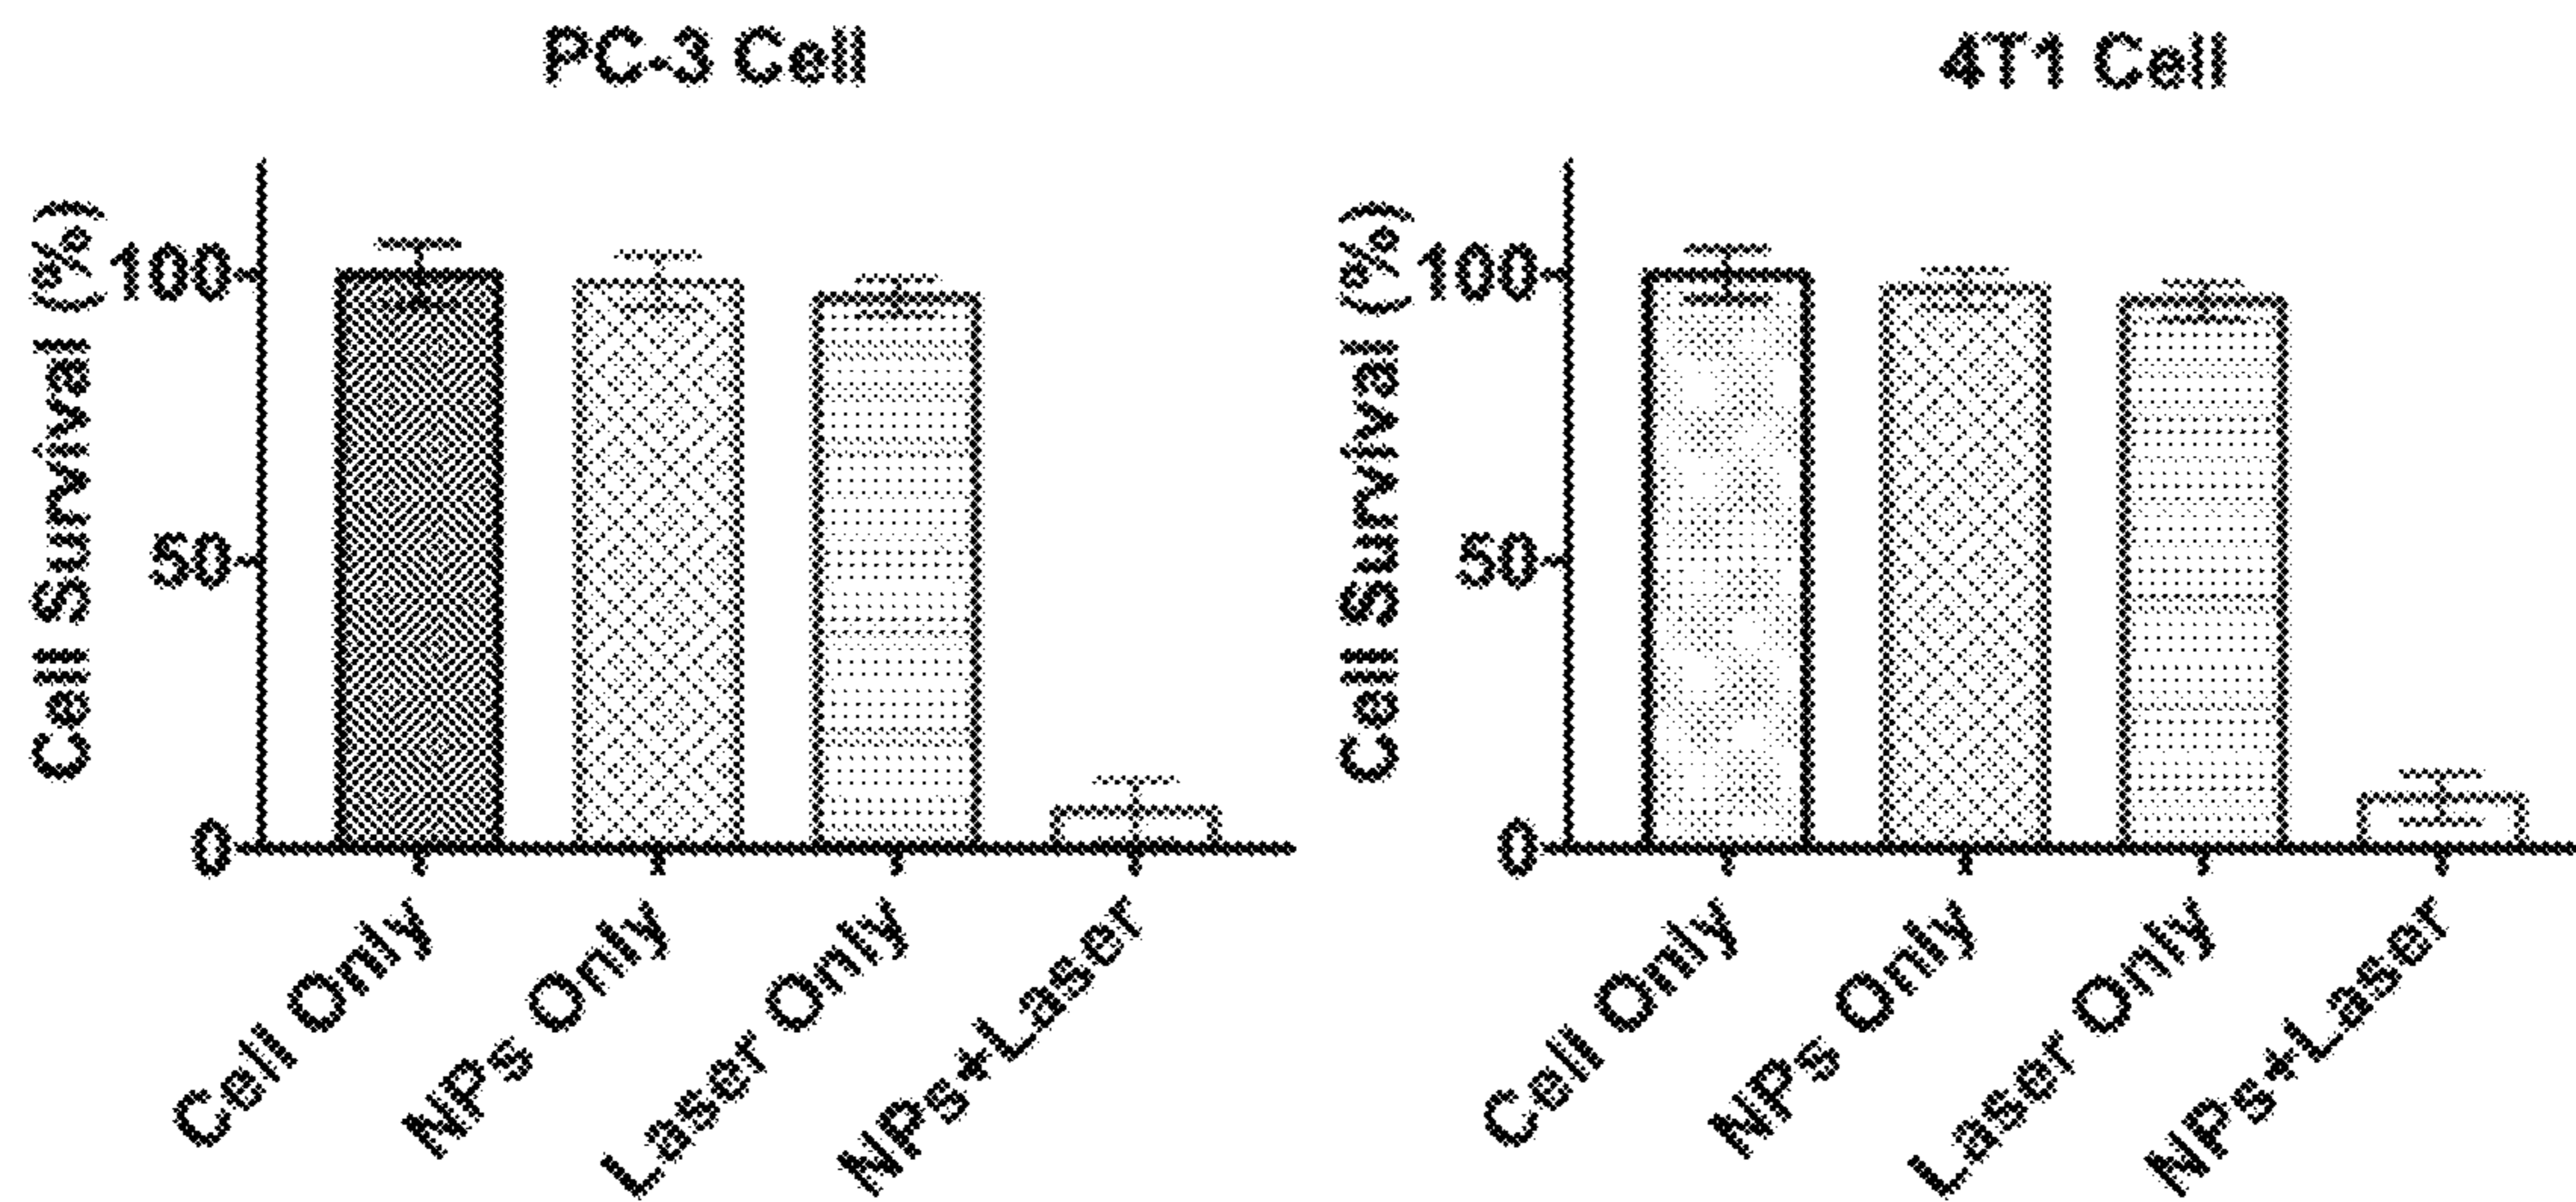 PC-3 Cell
Cell Survival (%)
100
50
0
Cell Only
NPs Only
Laser Only
NPs+Laser
4T1 Cell
Cell Survival (%)
100
50
0
Cell Only
NPs Only
Laser Only
NPs+Laser